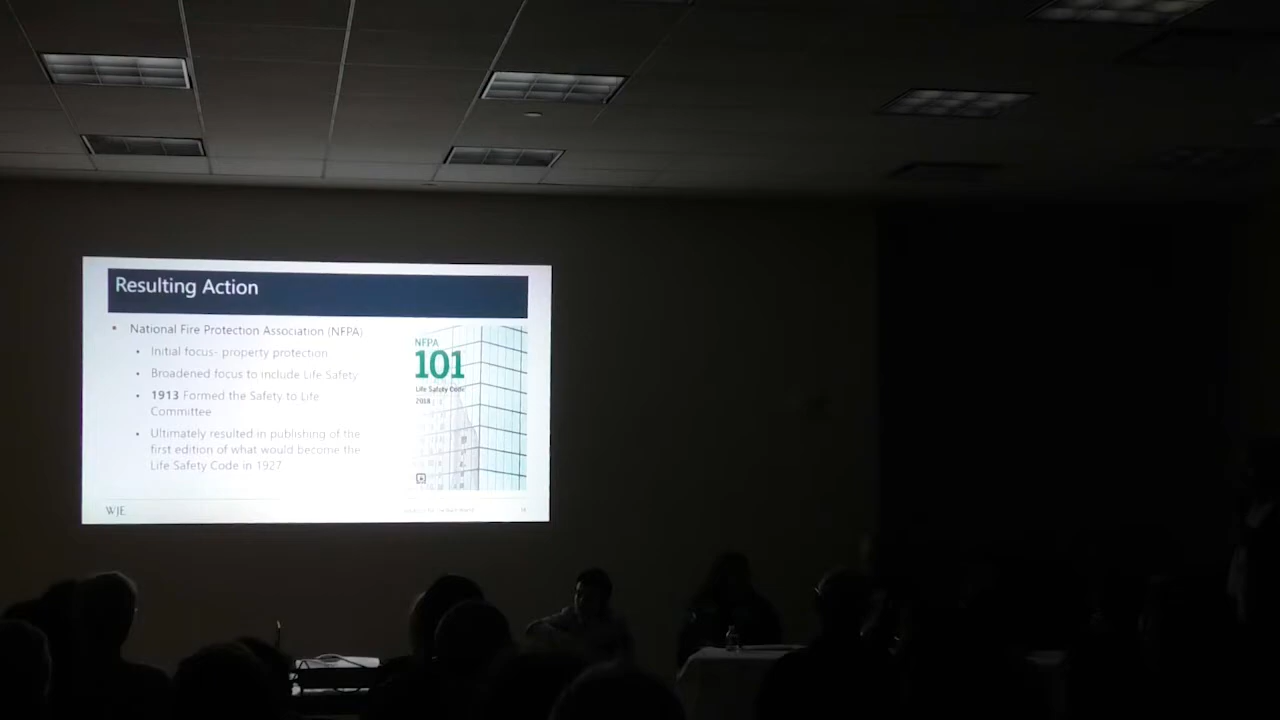 Resulting Action
• National Fire Protection Association (NFPA)
• Initial focus- property protection
• Broadened focus to include Life Safety
• 1913 Formed the Safety to Life
Committee
• Ultimately resulted in publishing of the
first edition of what would become the
Life Safety Code in 1927
NFPA
101
Life Safety Code
2018
WJE